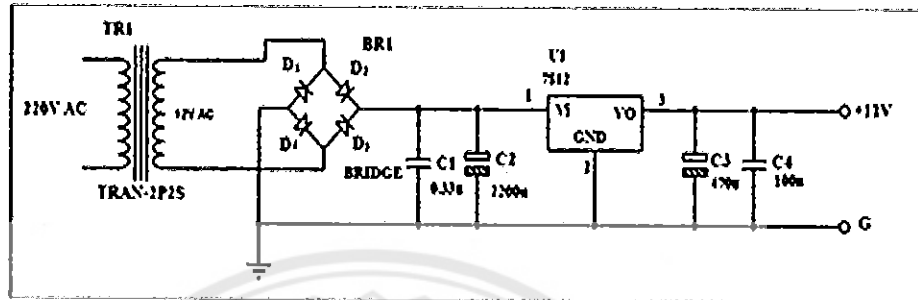 TR1
BR1
D1
D2
U1
7812
220V AC
12V AC
1
VI
VO
3
+12V
GND
D4
D3
2
BRIDGE
C1
0.33u
C2
2200u
C3
470u
C4
100n
TRAN-2P2S
G